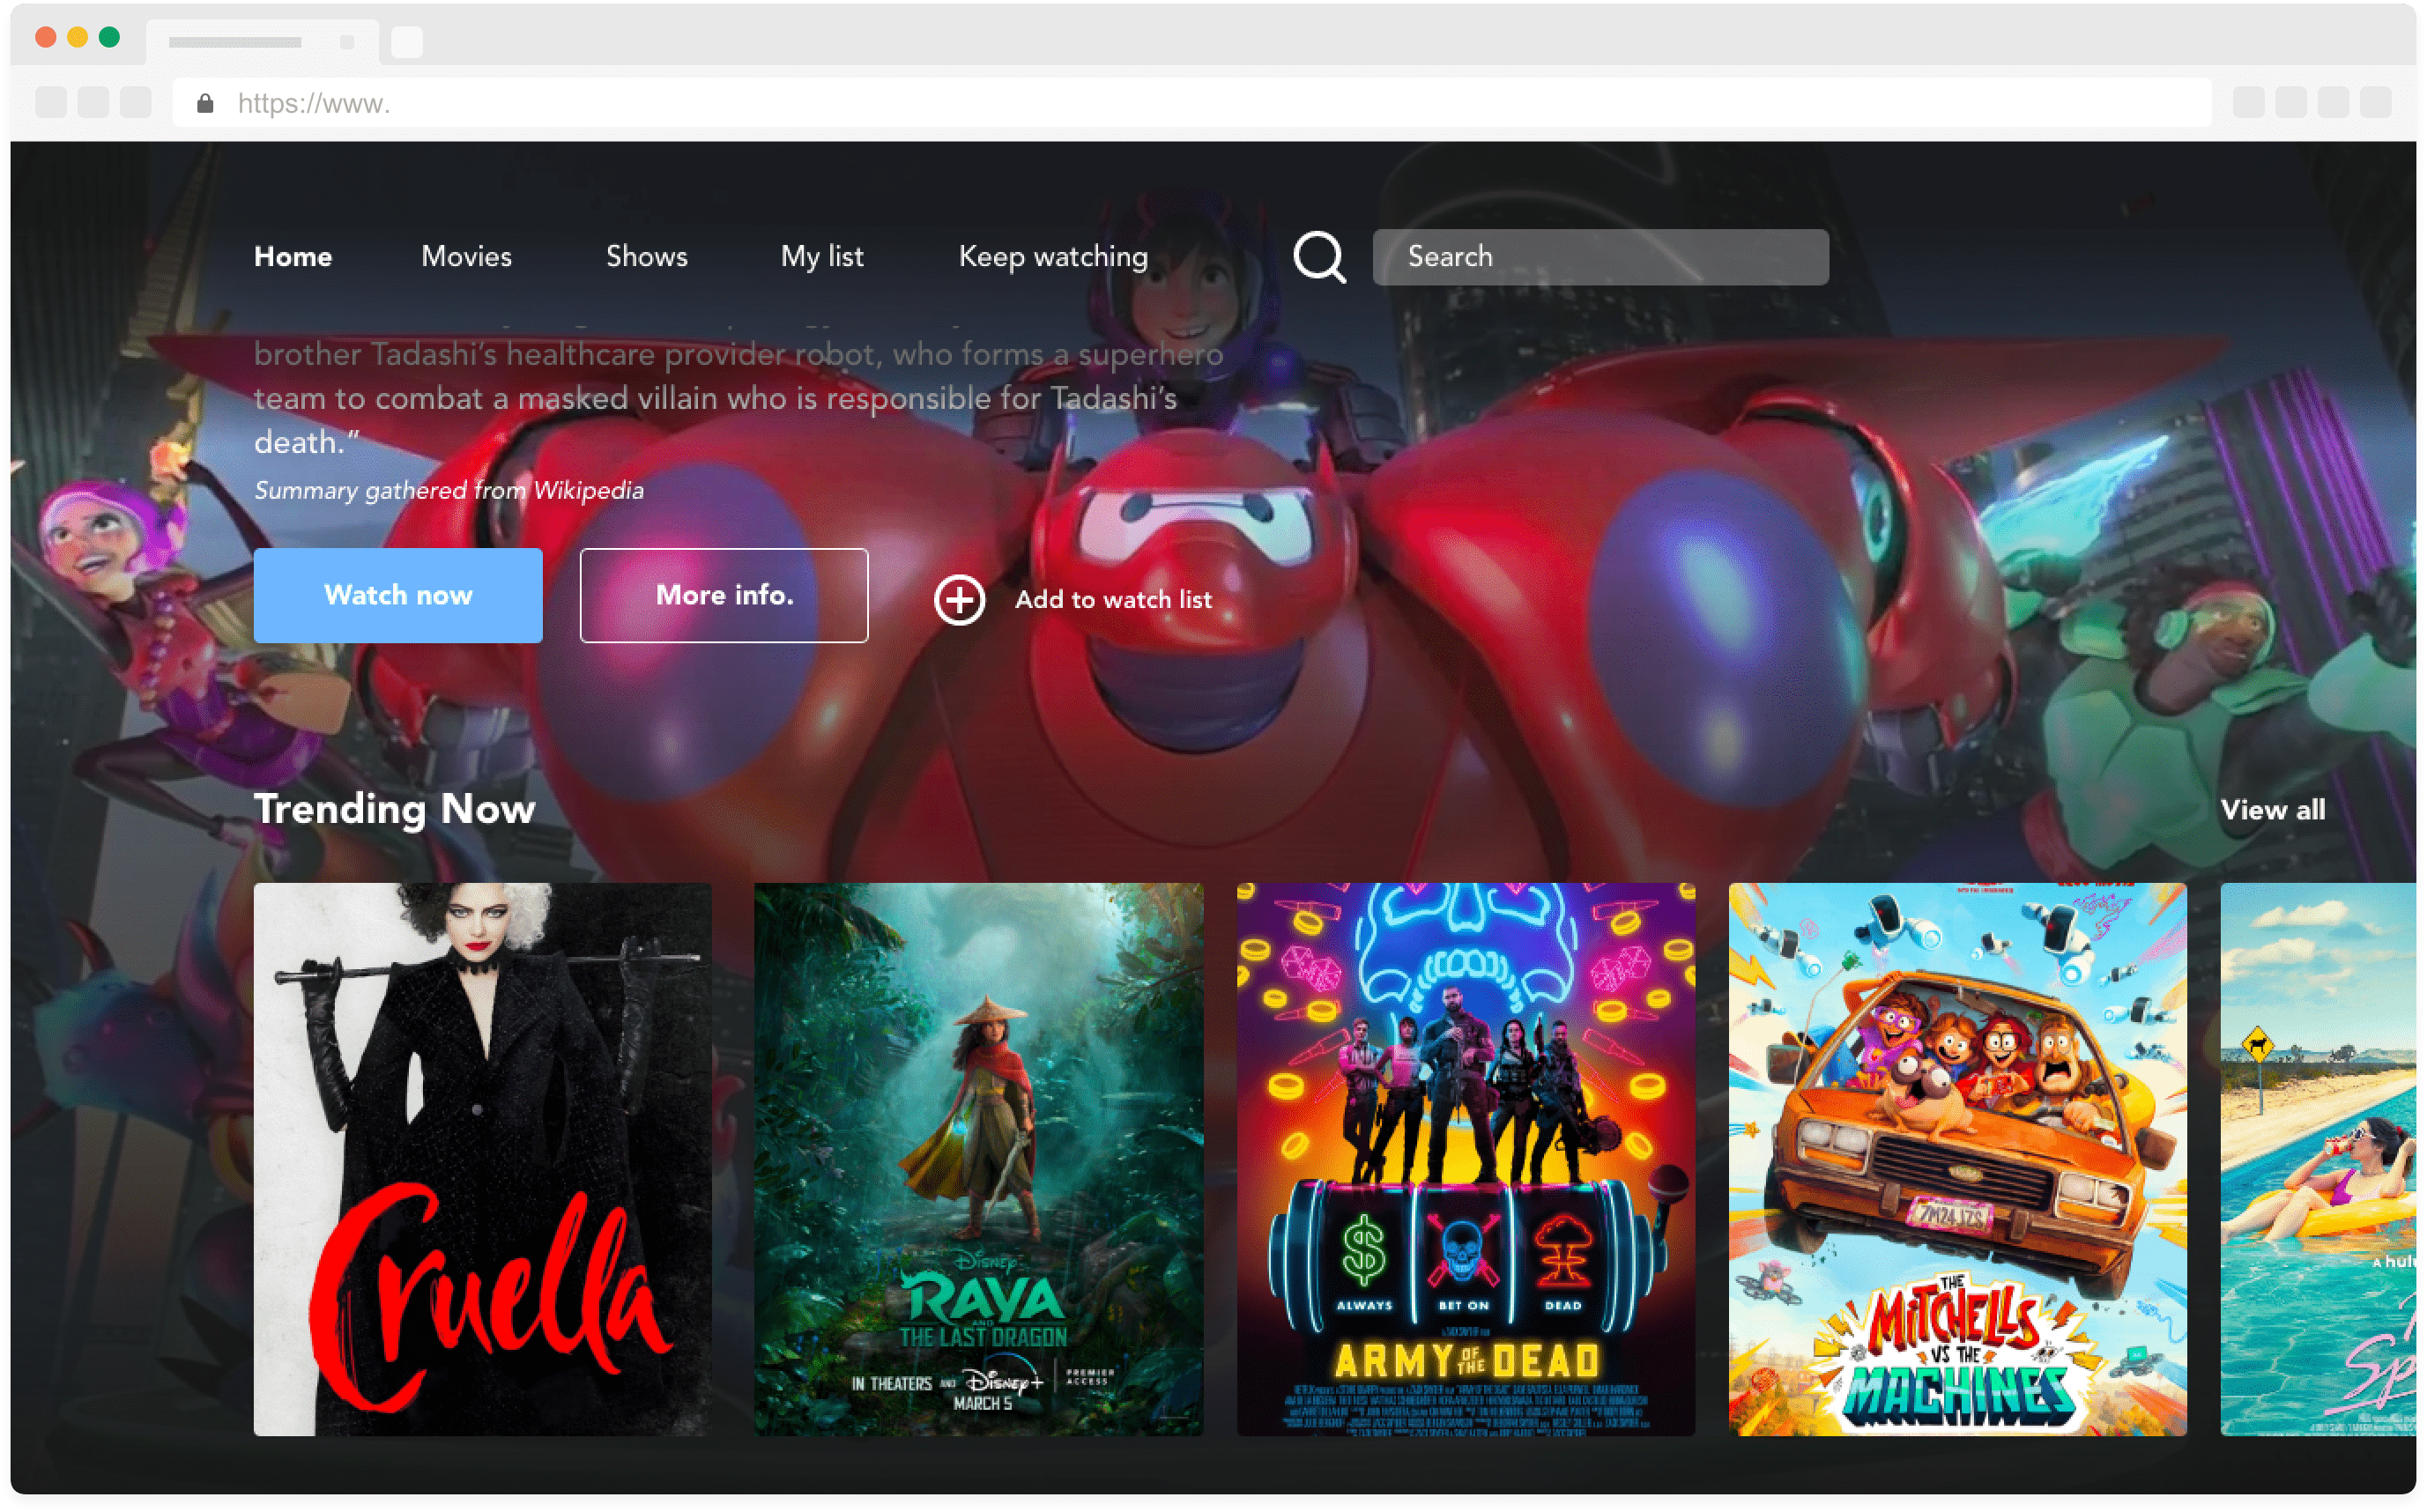 https://www.
Home Movies Shows My list Keep watching Search
brother Tadashi’s healthcare provider robot, who forms a superhero
team to combat a masked villain who is responsible for Tadashi’s
death.”
Summary gathered from Wikipedia
Watch now More info. Add to watch list
Trending Now View all
Cruella
Disney
RAYA
AND
THE LAST DRAGON
IN THEATERS AND Disney+ PREMIER ACCESS
MARCH 5
ALWAYS BET ON DEAD
ARMY OF THE DEAD
7M24JZS
THE
MITCHELLS
VS THE
MACHINES
A hulu